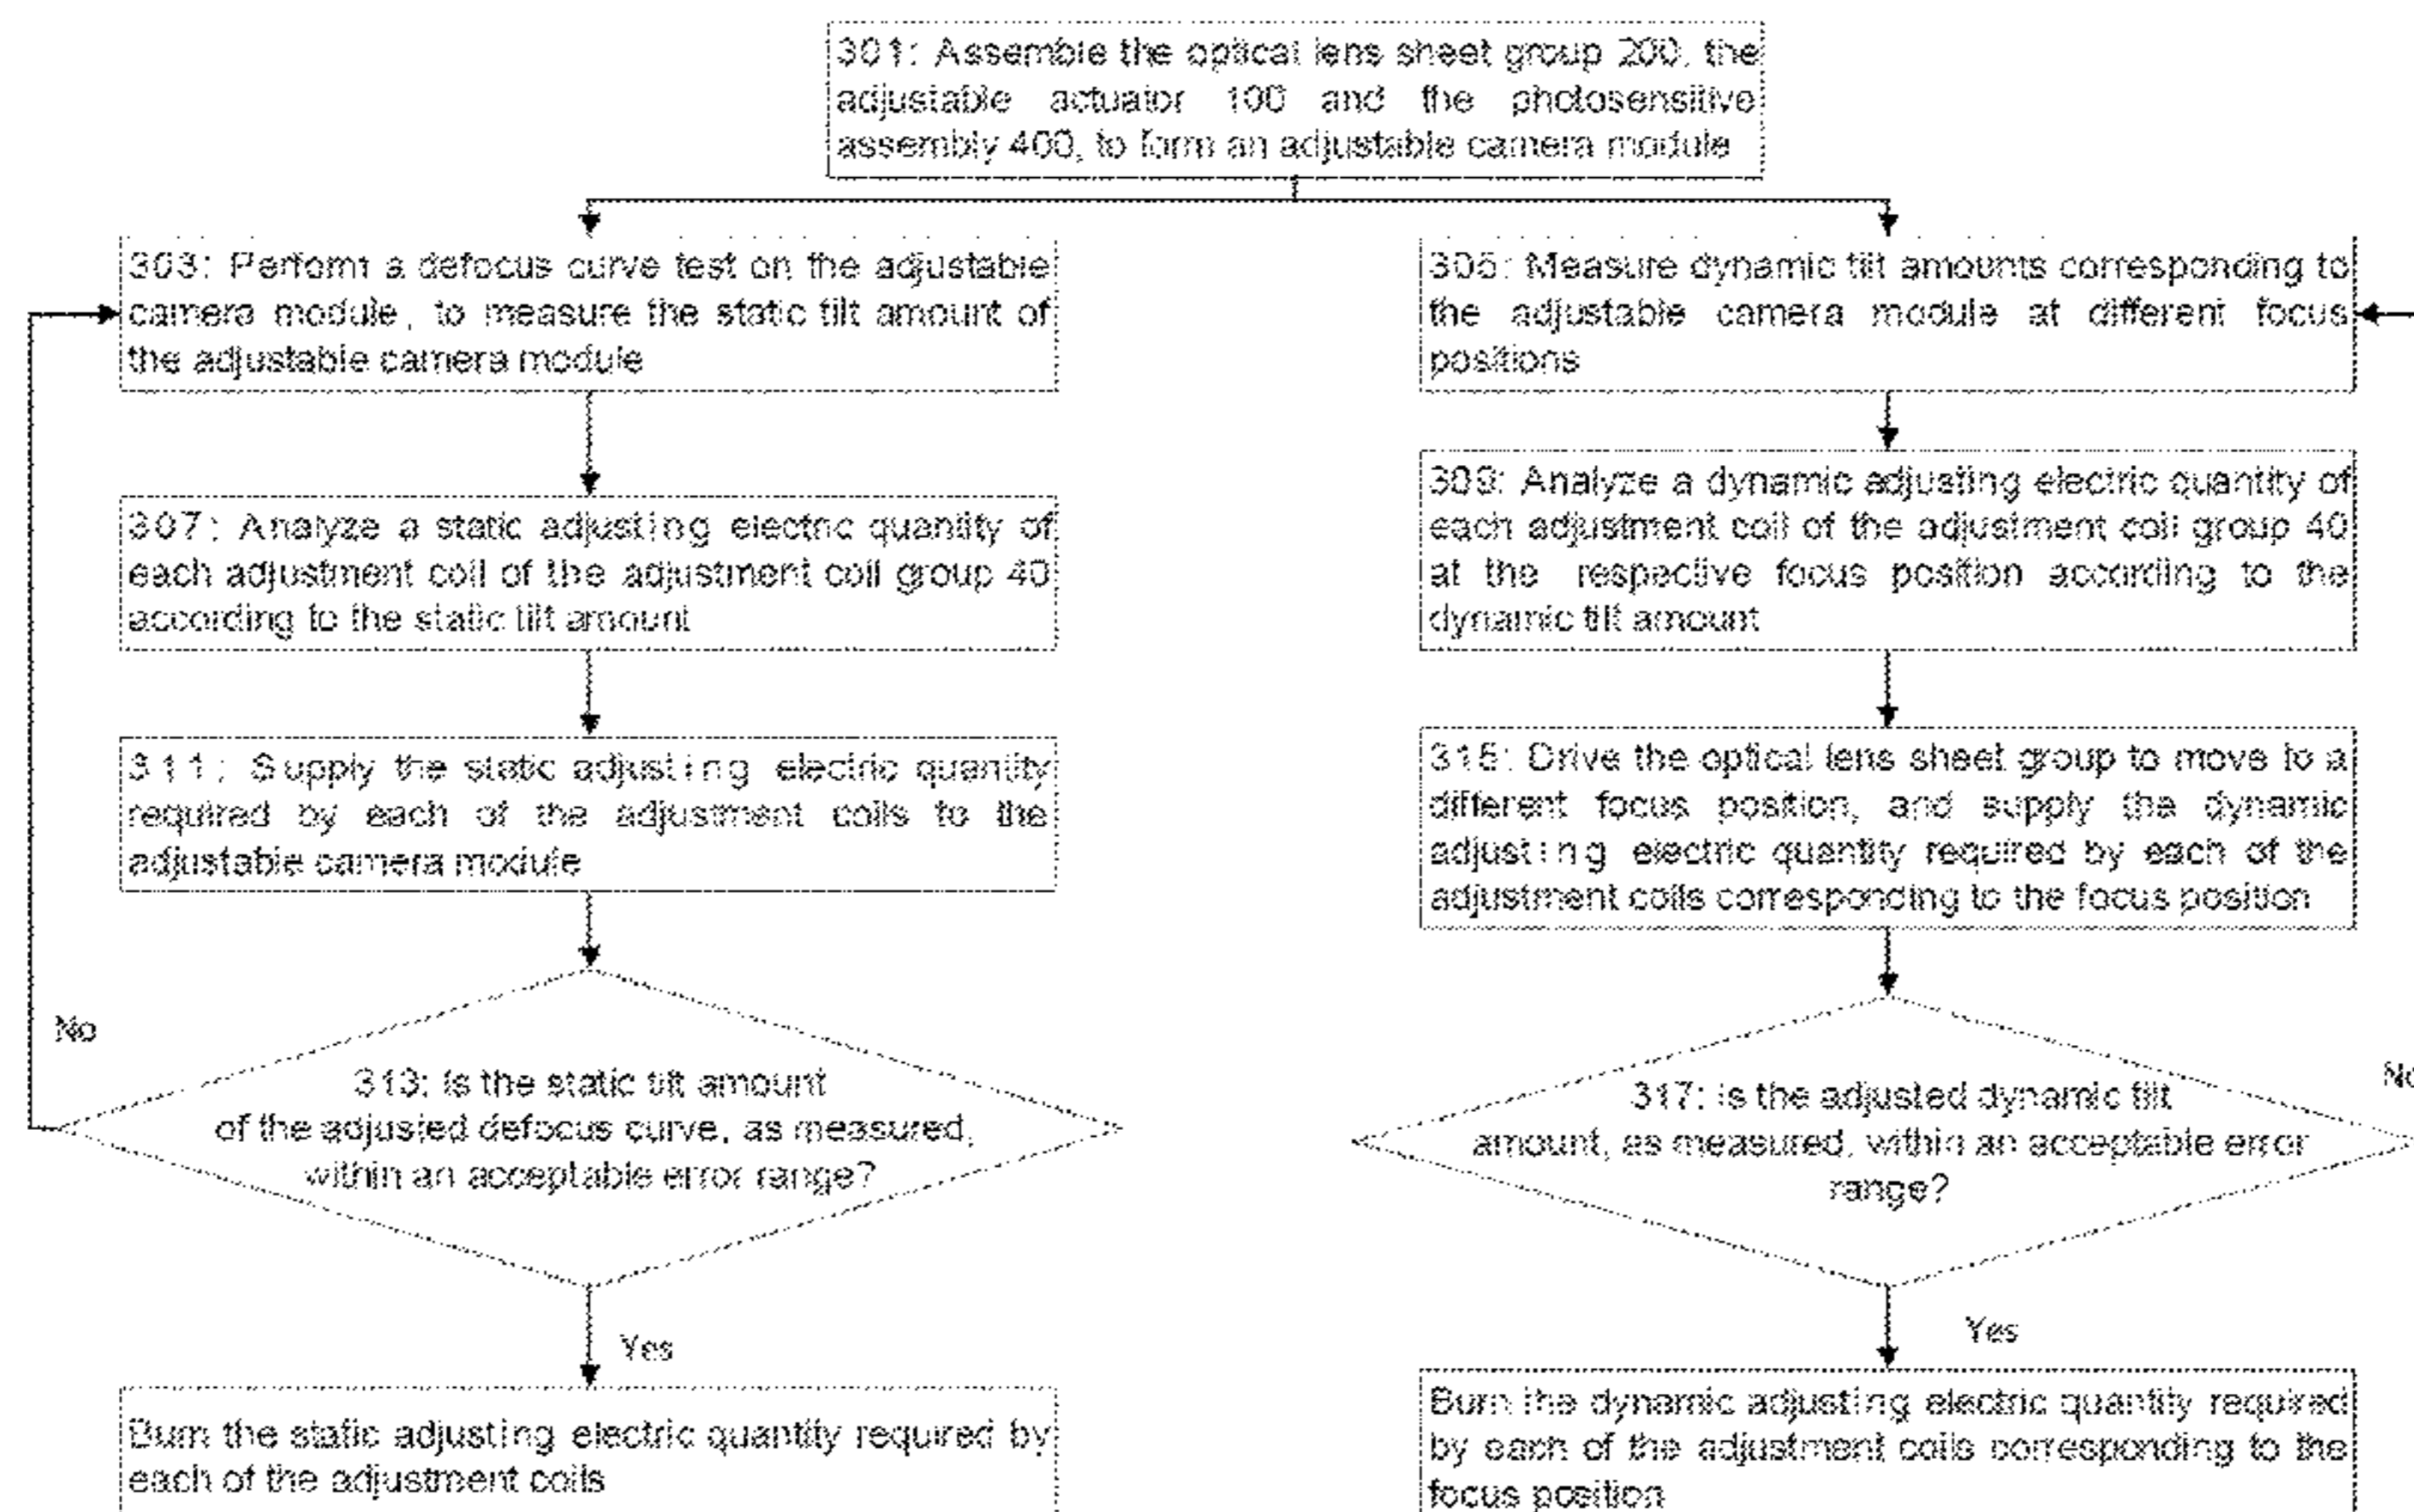 301: Assemble the optical lens sheet group 200, the
adjustable actuator 100 and the photosensitive
assembly 400, to form an adjustable camera module
303: Perform a defocus curve test on the adjustable
camera module, to measure the static tilt amount of
the adjustable camera module
307: Analyze a static adjusting electric quantity of
each adjustment coil of the adjustment coil group 40
according to the static tilt amount
311: Supply the static adjusting electric quantity
required by each of the adjustment coils to the
adjustable camera module
No
313: Is the static tilt amount
of the adjusted defocus curve, as measured,
within an acceptable error range?
Yes
Burn the static adjusting electric quantity required by
each of the adjustment coils
305: Measure dynamic tilt amounts corresponding to
the adjustable camera module at different focus
positions
309: Analyze a dynamic adjusting electric quantity of
each adjustment coil of the adjustment coil group 40
at the respective focus position according to the
dynamic tilt amount
315: Drive the optical lens sheet group to move to a
different focus position, and supply the dynamic
adjusting electric quantity required by each of the
adjustment coils corresponding to the focus position
No
317: Is the adjusted dynamic tilt
amount, as measured, within an acceptable error
range?
Yes
Burn the dynamic adjusting electric quantity required
by each of the adjustment coils corresponding to the
focus position